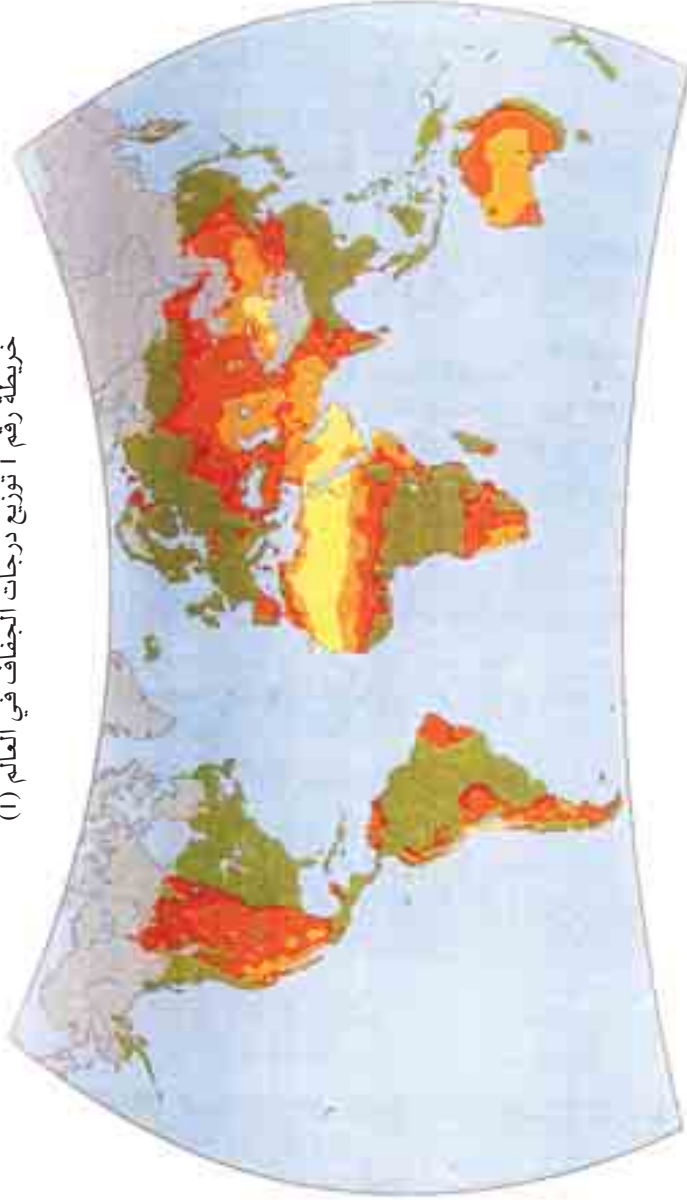 خريطة رقم ١ توزيع درجات الجفاف في العالم (١)